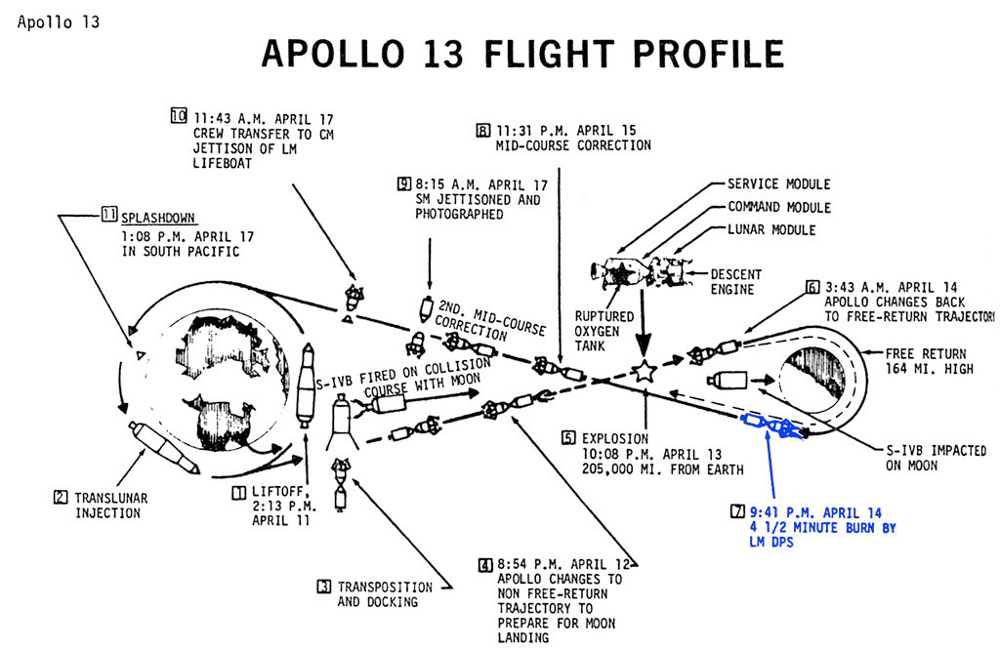 Apollo 13
APOLLO 13 FLIGHT PROFILE
10 11:43 A.M. APRIL 17
CREW TRANSFER TO CM
JETTISON OF LM
LIFEBOAT
8 11:31 P.M. APRIL 15
MID-COURSE CORRECTION
9 8:15 A.M. APRIL 17
SM JETTISONED AND
PHOTOGRAPHED
SERVICE MODULE
COMMAND MODULE
LUNAR MODULE
11 SPLASHDOWN
1:08 P.M. APRIL 17
IN SOUTH PACIFIC
DESCENT
ENGINE
RUPTURED
OXYGEN
TANK
6 3:43 A.M. APRIL 14
APOLLO CHANGES BACK
TO FREE-RETURN TRAJECTORY
2ND. MID-COURSE
CORRECTION
FREE RETURN
164 MI. HIGH
S-IVB FIRED ON COLLISION
COURSE WITH MOON
5 EXPLOSION
10:08 P.M. APRIL 13
205,000 MI. FROM EARTH
S-IVB IMPACTED
ON MOON
2 TRANSLUNAR
INJECTION
1 LIFTOFF,
2:13 P.M.
APRIL 11
7 9:41 P.M. APRIL 14
4 1/2 MINUTE BURN BY
LM DPS
3 TRANSPOSITION
AND DOCKING
4 8:54 P.M. APRIL 12
APOLLO CHANGES TO
NON FREE-RETURN
TRAJECTORY TO
PREPARE FOR MOON
LANDING